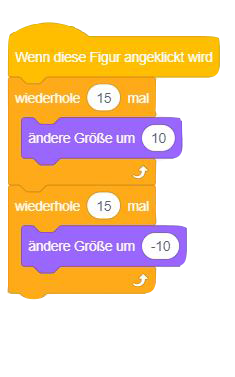 Wenn diese Figur angeklickt wird
wiederhole 15 mal
ändere Größe um 10
wiederhole 15 mal
ändere Größe um -10